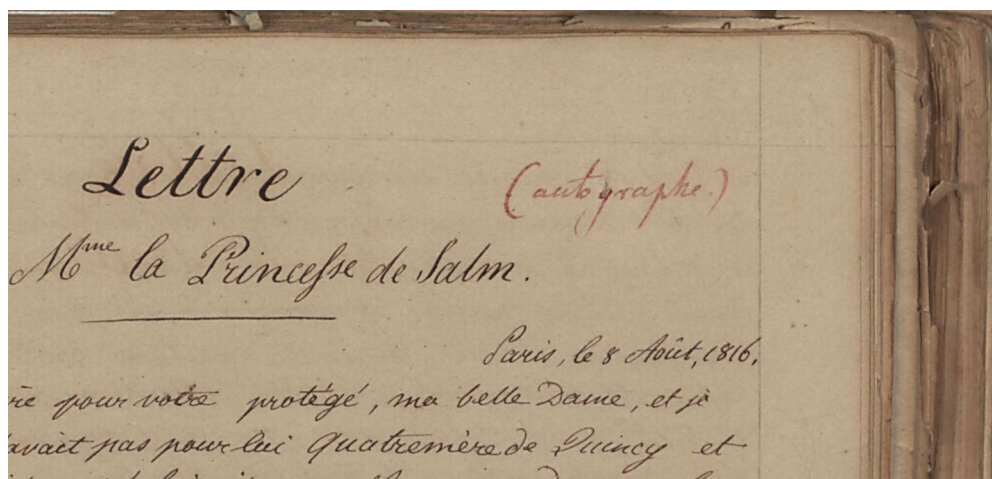 Lettre (autographe.)
Mme la Princesse de Salm.
Paris, le 8 Août, 1816.
pour votre protégé, ma belle Dame, et je
avait pas pour lui Quatremère de Quincy et